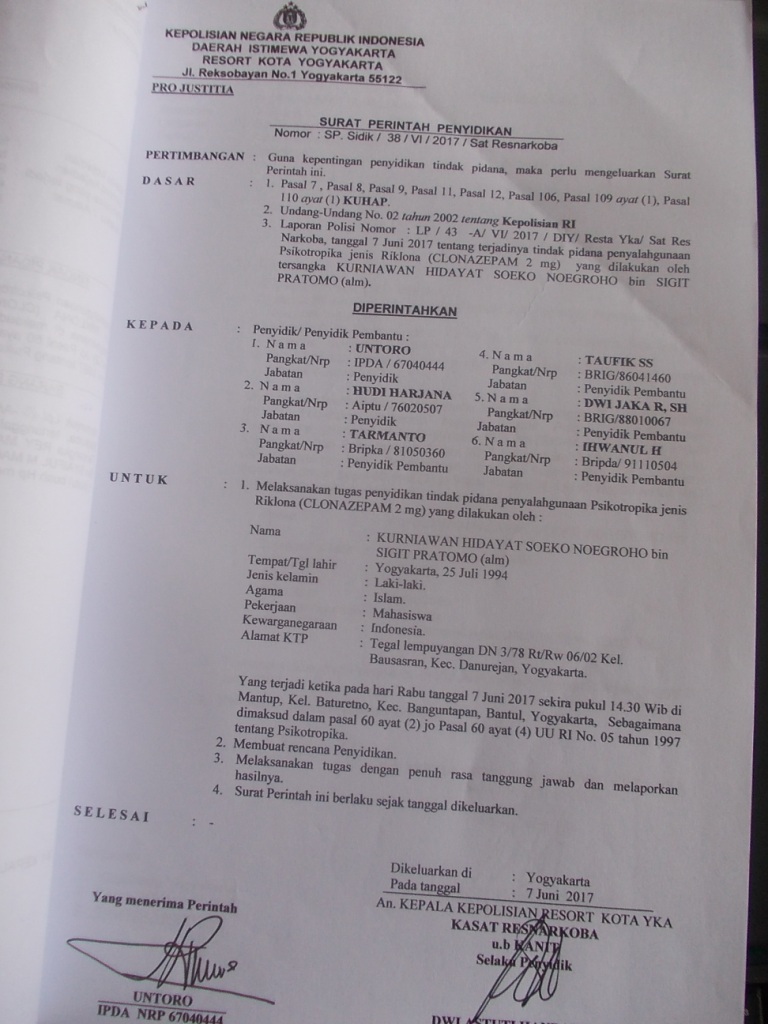 KEPOLISIAN NEGARA REPUBLIK INDONESIA
DAERAH ISTIMEWA YOGYAKARTA
RESORT KOTA YOGYAKARTA
Jl. Reksobayan No.1 Yogyakarta 55122
PRO JUSTITIA
SURAT PERINTAH PENYIDIKAN
Nomor : SP. Sidik / 38 / VI / 2017 / Sat Resnarkoba
PERTIMBANGAN : Guna kepentingan penyidikan tindak pidana, maka perlu mengeluarkan Surat
Perintah ini.
DASAR : 1. Pasal 7 , Pasal 8, Pasal 9, Pasal 11, Pasal 12, Pasal 106, Pasal 109 ayat (1), Pasal
110 ayat (1) KUHAP.
2. Undang-Undang No. 02 tahun 2002 tentang Kepolisian RI
3. Laporan Polisi Nomor : LP / 43 -A/ VI/ 2017 / DIY/ Resta Yka/ Sat Res
Narkoba, tanggal 7 Juni 2017 tentang terjadinya tindak pidana penyalahgunaan
Psikotropika jenis Riklona (CLONAZEPAM 2 mg) yang dilakukan oleh
tersangka KURNIAWAN HIDAYAT SOEKO NOEGROHO bin SIGIT
PRATOMO (alm).
DIPERINTAHKAN
KEPADA : Penyidik/ Penyidik Pembantu :
1. Nama : UNTORO
Pangkat/Nrp : IPDA / 67040444
Jabatan : Penyidik
2. Nama : HUDI HARJANA
Pangkat/Nrp : Aiptu / 76020507
Jabatan : Penyidik
3. Nama : TARMANTO
Pangkat/Nrp : Bripka / 81050360
Jabatan : Penyidik Pembantu
4. Nama : TAUFIK SS
Pangkat/Nrp : BRIG/86041460
Jabatan : Penyidik Pembantu
5. Nama : DWI JAKA R, SH
Pangkat/Nrp : BRIG/88010067
Jabatan : Penyidik Pembantu
6. Nama : IHWANUL H
Pangkat/Nrp : Bripda/ 91110504
Jabatan : Penyidik Pembantu
UNTUK : 1. Melaksanakan tugas penyidikan tindak pidana penyalahgunaan Psikotropika jenis
Riklona (CLONAZEPAM 2 mg) yang dilakukan oleh :
Nama : KURNIAWAN HIDAYAT SOEKO NOEGROHO bin
SIGIT PRATOMO (alm)
Tempat/Tgl lahir : Yogyakarta, 25 Juli 1994
Jenis kelamin : Laki-laki.
Agama : Islam.
Pekerjaan : Mahasiswa
Kewarganegaraan : Indonesia.
Alamat KTP : Tegal lempuyangan DN 3/78 Rt/Rw 06/02 Kel.
Bausasran, Kec. Danurejan, Yogyakarta.
Yang terjadi ketika pada hari Rabu tanggal 7 Juni 2017 sekira pukul 14.30 Wib di
Mantup, Kel. Baturetno, Kec. Banguntapan, Bantul, Yogyakarta, Sebagaimana
dimaksud dalam pasal 60 ayat (2) jo Pasal 60 ayat (4) UU RI No. 05 tahun 1997
tentang Psikotropika.
2. Membuat rencana Penyidikan.
3. Melaksanakan tugas dengan penuh rasa tanggung jawab dan melaporkan
hasilnya.
4. Surat Perintah ini berlaku sejak tanggal dikeluarkan.
SELESAI : -
Dikeluarkan di : Yogyakarta
Pada tanggal : 7 Juni 2017
An. KEPALA KEPOLISIAN RESORT KOTA YKA
KASAT RESNARKOBA
u.b KANIT
Selaku Penyidik
Yang menerima Perintah
UNTORO
IPDA NRP 67040444